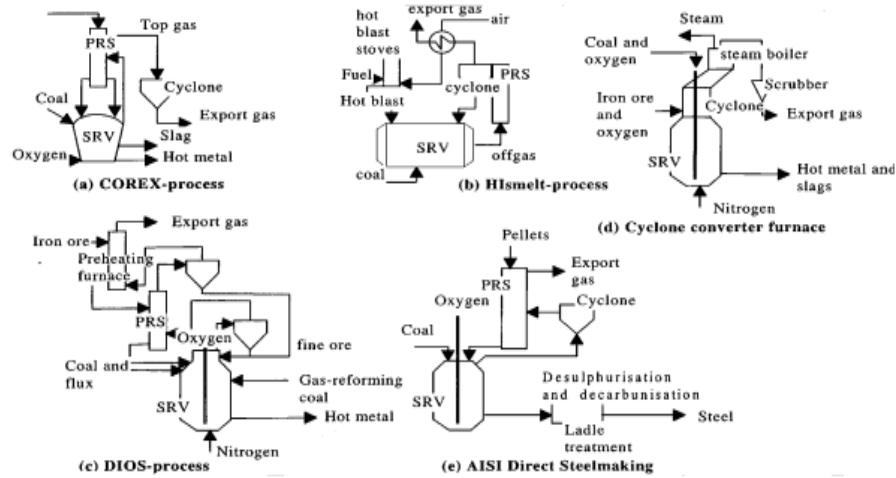 Top gas
PRS
Cyclone
Coal
SRV
Export gas
Slag
Oxygen
Hot metal
(a) COREX-process
hot
blast
stoves
export gas
air
Fuel
Hot blast
cyclone
PRS
SRV
offgas
coal
(b) HIsmelt-process
Steam
Coal and
oxygen
steam boiler
Scrubber
Iron ore
and
oxygen
Cyclone
Export gas
SRV
Hot metal and
slags
Nitrogen
(d) Cyclone converter furnace
Export gas
Iron ore
Preheating
furnace
PRS
Oxygen
fine ore
Coal and
flux
SRV
Gas-reforming
coal
Hot metal
Nitrogen
(c) DIOS-process
Pellets
PRS
Export
gas
Oxygen
Cyclone
Coal
SRV
Desulphurisation
and decarbunisation
Steel
Ladle
treatment
(e) AISI Direct Steelmaking